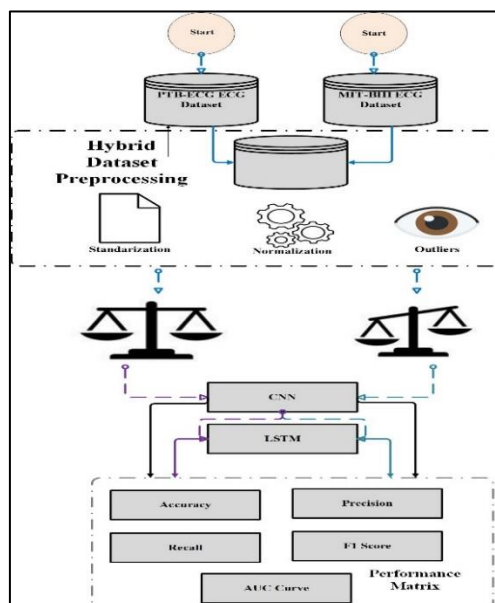 Start
Start
PTB-ECG ECG
Dataset
MIT-BIH ECG
Dataset
Hybrid
Dataset
Preprocessing
Standarization
Normalization
Outliers
CNN
LSTM
Accuracy
Precision
Recall
F1 Score
AUC Curve
Performance
Matrix